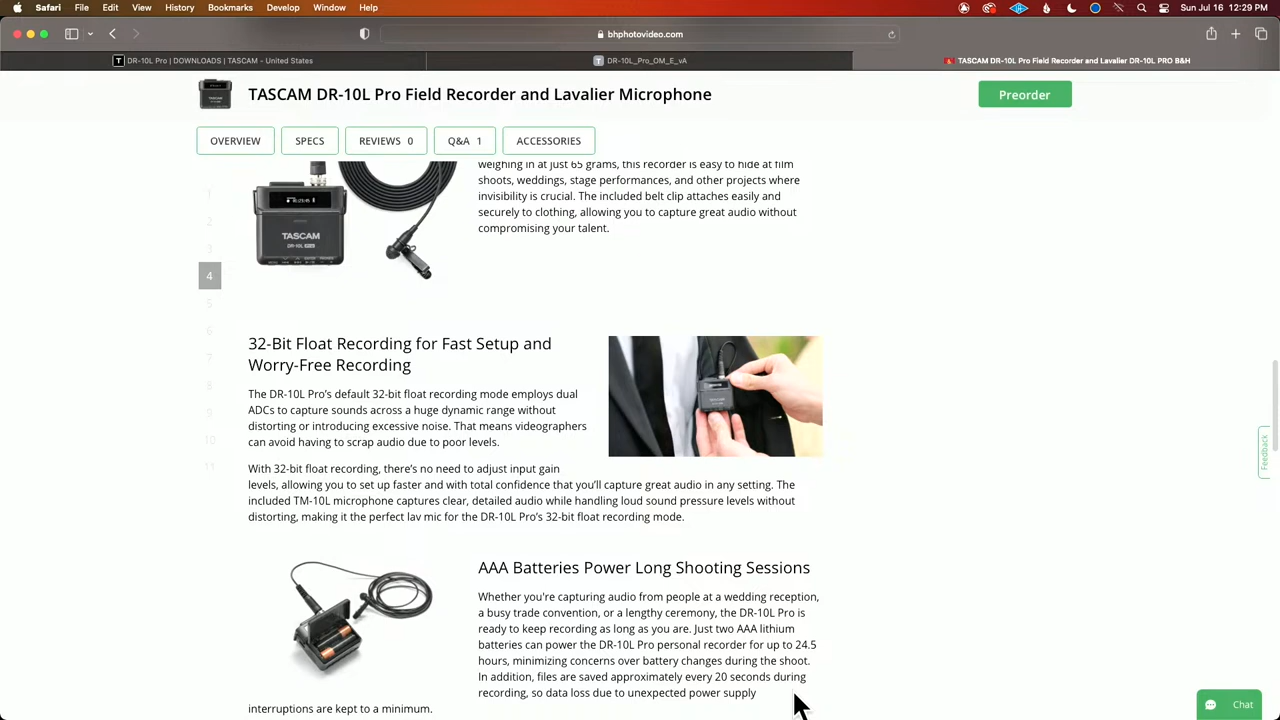 Safari File Edit View History Bookmarks Develop Window Help
Sun Jul 16 12:29 PM
bhphotovideo.com
DR-10L Pro | DOWNLOADS | TASCAM - United States
DR-10L_Pro_OM_E_vA
TASCAM DR-10L Pro Field Recorder and Lavalier DR-10L PRO B&H
TASCAM DR-10L Pro Field Recorder and Lavalier Microphone
Preorder
OVERVIEW
SPECS
REVIEWS 0
Q&A 1
ACCESSORIES
1
2
3
4
5
6
7
8
9
10
11
weighing in at just 65 grams, this recorder is easy to hide at film
shoots, weddings, stage performances, and other projects where
invisibility is crucial. The included belt clip attaches easily and
securely to clothing, allowing you to capture great audio without
compromising your talent.
TASCAM
DR-10L
32-Bit Float Recording for Fast Setup and
Worry-Free Recording
The DR-10L Pro's default 32-bit float recording mode employs dual
ADCs to capture sounds across a huge dynamic range without
distorting or introducing excessive noise. That means videographers
can avoid having to scrap audio due to poor levels.
With 32-bit float recording, there's no need to adjust input gain
levels, allowing you to set up faster and with total confidence that you'll capture great audio in any setting. The
included TM-10L microphone captures clear, detailed audio while handling loud sound pressure levels without
distorting, making it the perfect lav mic for the DR-10L Pro's 32-bit float recording mode.
AAA Batteries Power Long Shooting Sessions
Whether you're capturing audio from people at a wedding reception,
a busy trade convention, or a lengthy ceremony, the DR-10L Pro is
ready to keep recording as long as you are. Just two AAA lithium
batteries can power the DR-10L Pro personal recorder for up to 24.5
hours, minimizing concerns over battery changes during the shoot.
In addition, files are saved approximately every 20 seconds during
recording, so data loss due to unexpected power supply
interruptions are kept to a minimum.
Feedback
Chat